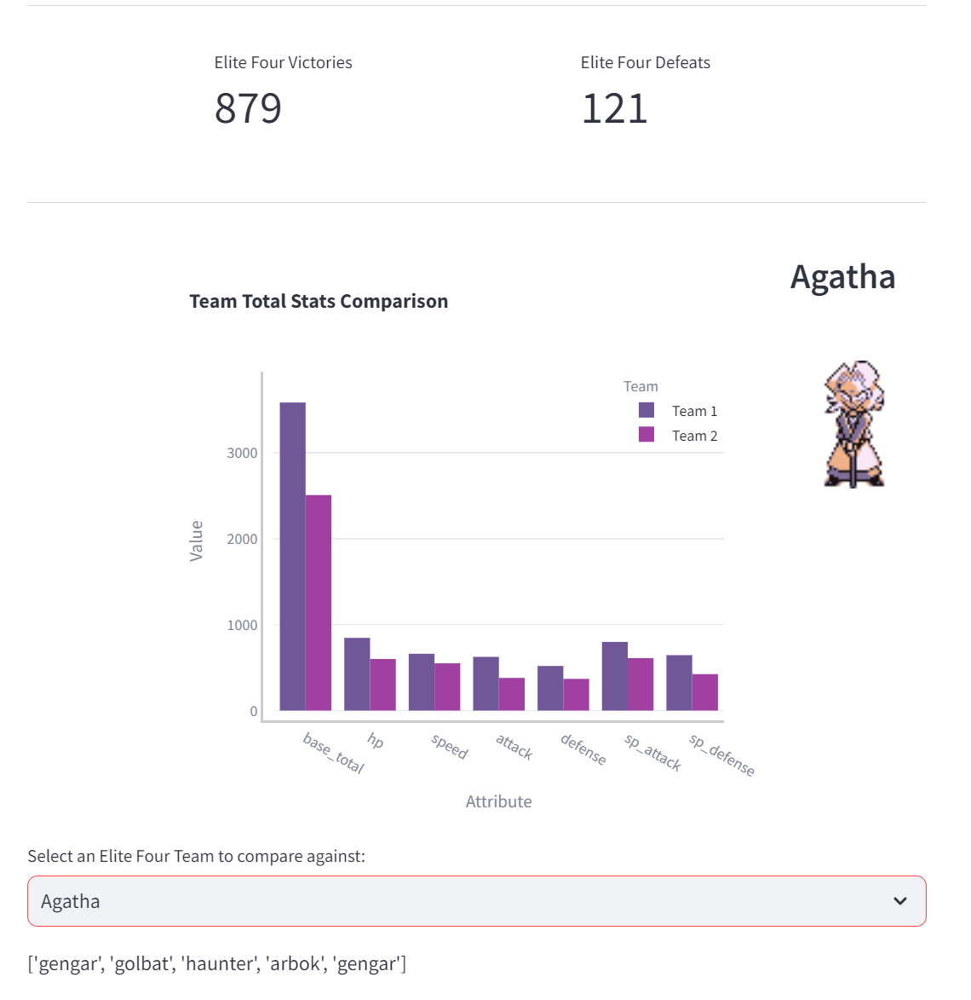 Elite Four Victories
879
Elite Four Defeats
121
Agatha
Team Total Stats Comparison
Team
Team 1
Team 2
3000
2000
1000
0
Value
base_total
hp
speed
attack
defense
sp_attack
sp_defense
Attribute
Select an Elite Four Team to compare against:
Agatha
['gengar', 'golbat', 'haunter', 'arbok', 'gengar']